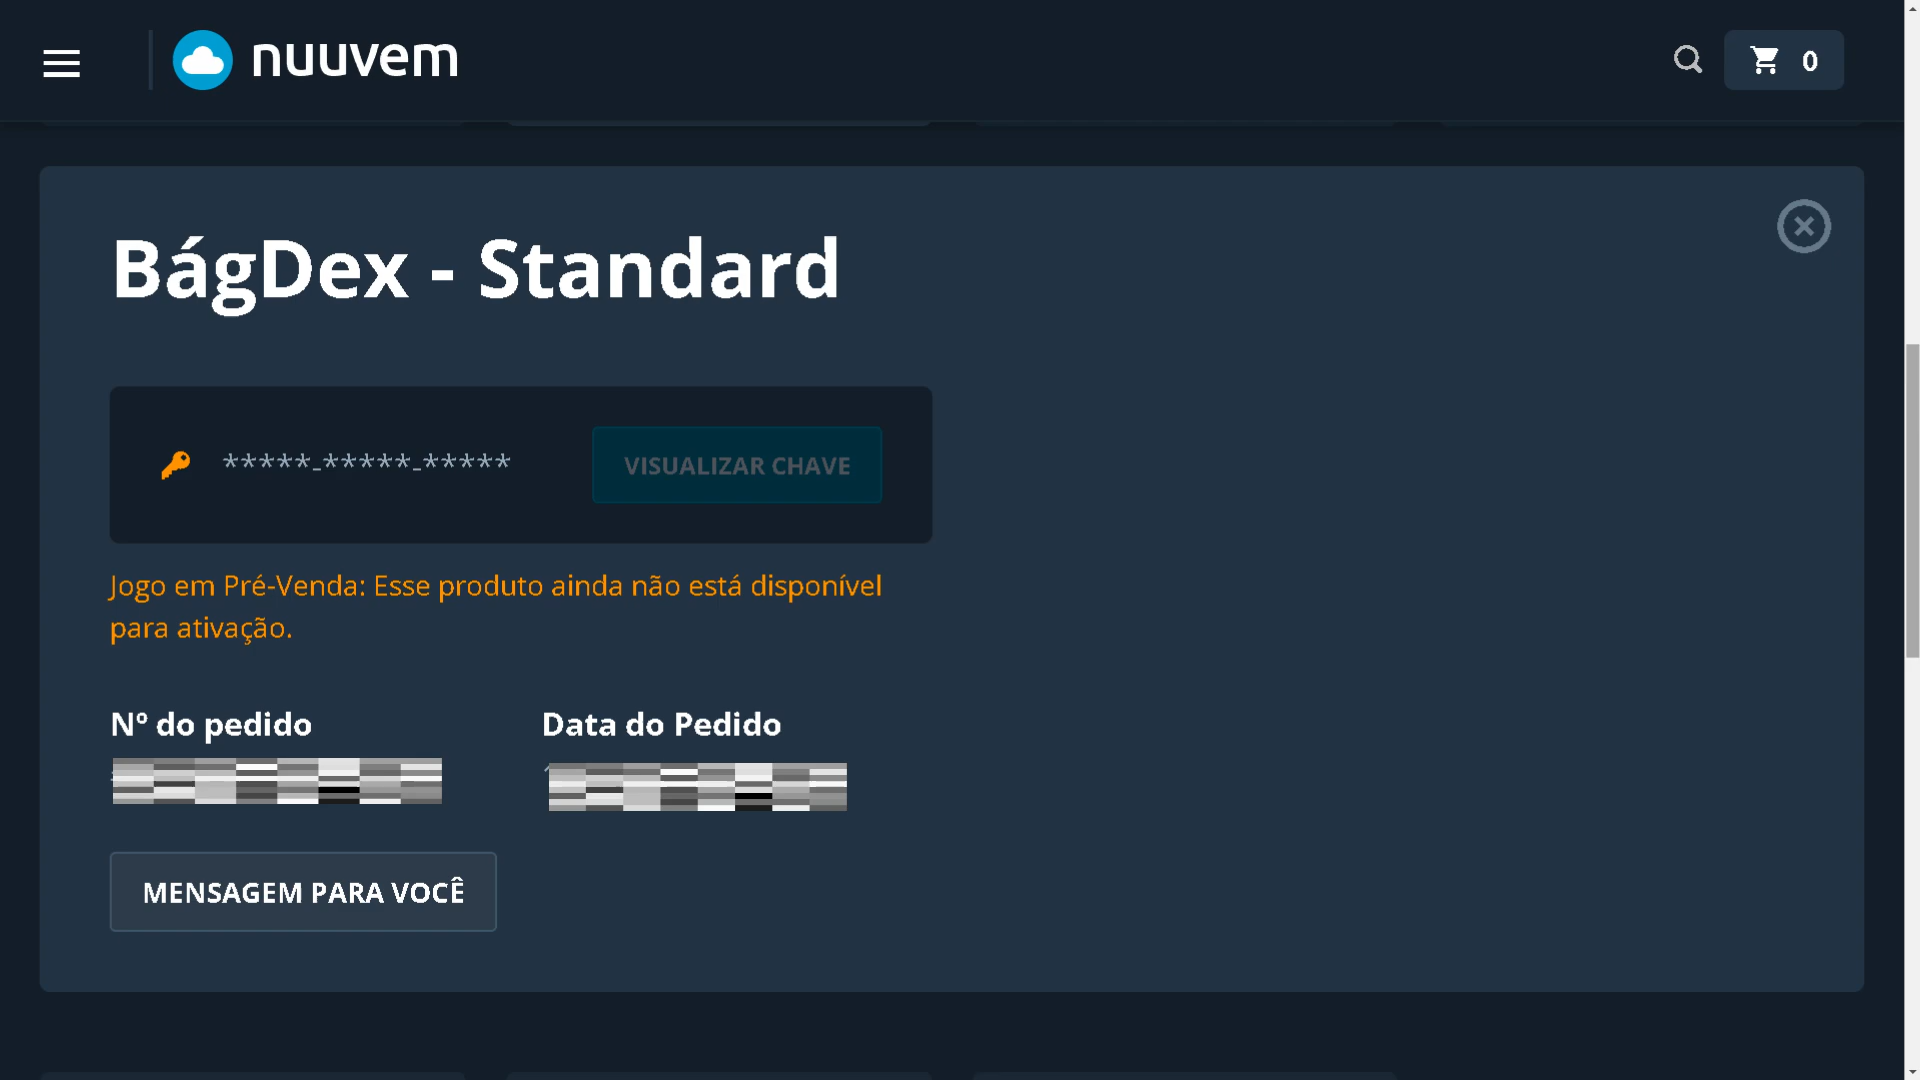 nuuvem
0
BágDex - Standard
*****-*****-*****
VISUALIZAR CHAVE
Jogo em Pré-Venda: Esse produto ainda não está disponível
para ativação.
Nº do pedido
Data do Pedido
MENSAGEM PARA VOCÊ